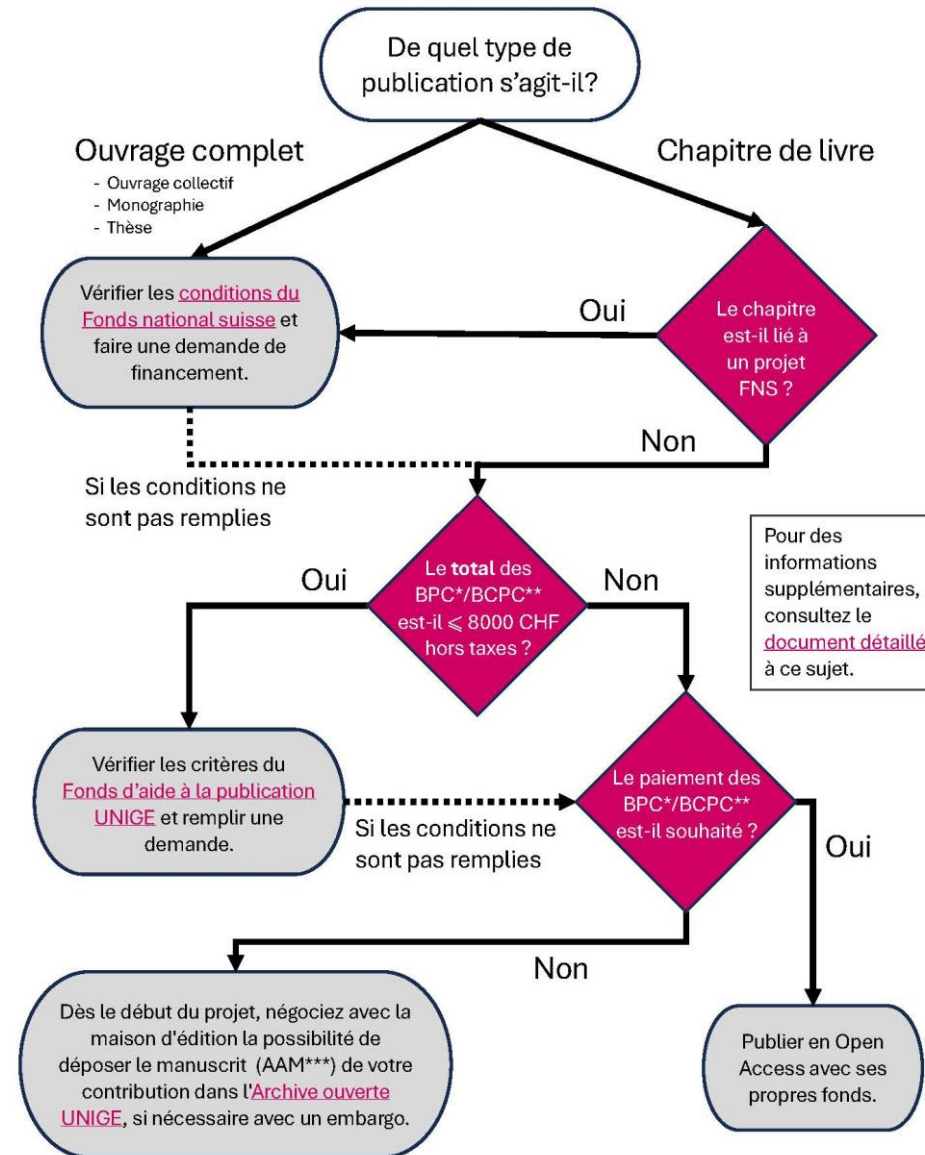 De quel type de
publication s'agit-il?
Ouvrage complet
- Ouvrage collectif
- Monographie
- Thèse
Chapitre de livre
Vérifier les conditions du
Fonds national suisse et
faire une demande de
financement.
Oui
Le chapitre
est-il lié à
un projet
FNS ?
Non
Si les conditions ne
sont pas remplies
Oui
Le total des
BPC*/BCPC**
est-il ⩽ 8000 CHF
hors taxes ?
Non
Pour des
informations
supplémentaires,
consultez le
document détaillé
à ce sujet.
Vérifier les critères du
Fonds d'aide à la publication
UNIGE et remplir une
demande.
Si les conditions ne
sont pas remplies
Le paiement des
BPC*/BCPC**
est-il souhaité ?
Oui
Non
Dès le début du projet, négociez avec la
maison d'édition la possibilité de
déposer le manuscrit (AAM***) de votre
contribution dans l'Archive ouverte
UNIGE, si nécessaire avec un embargo.
Publier en Open
Access avec ses
propres fonds.